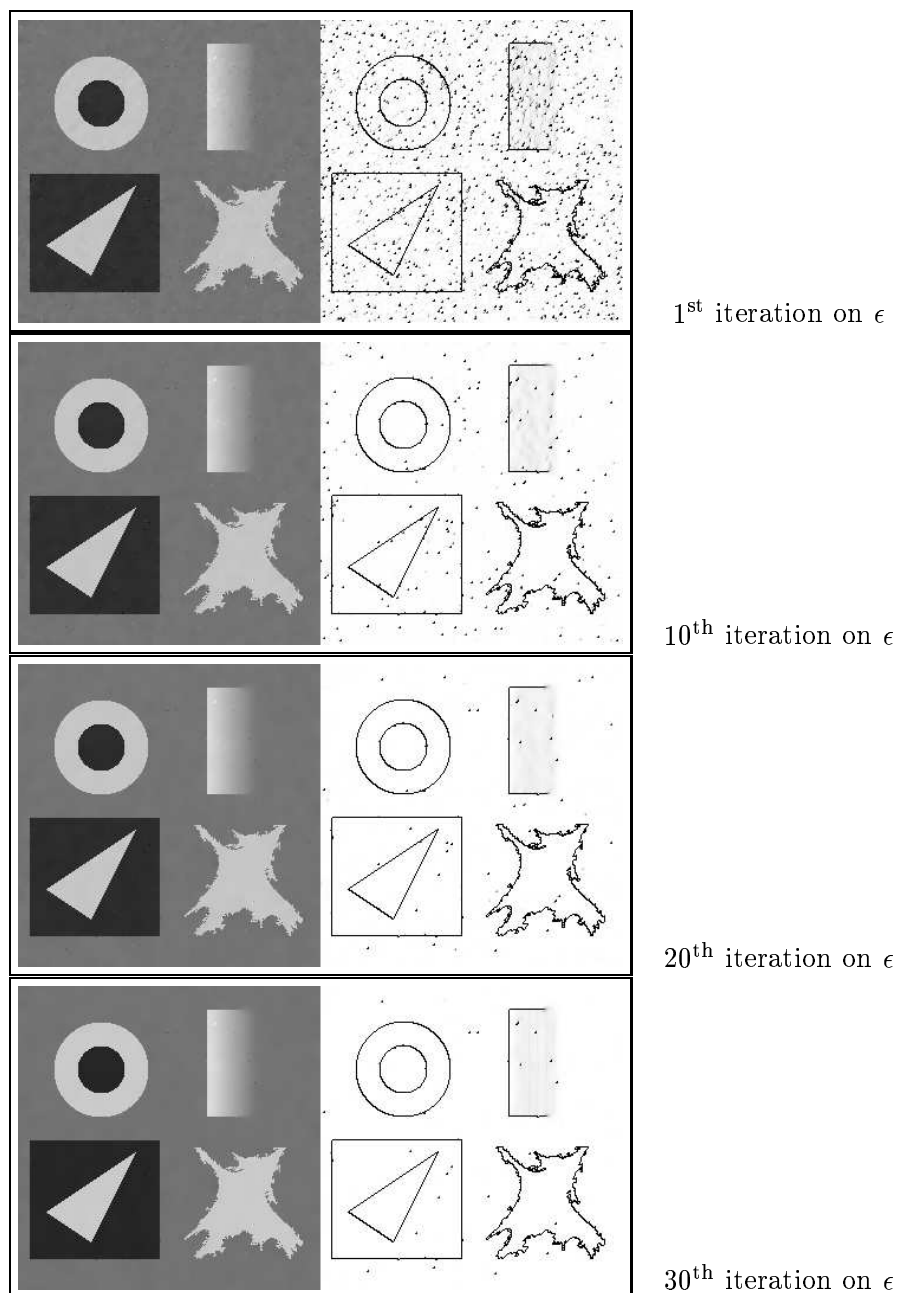 1st iteration on ϵ
10th iteration on ϵ
20th iteration on ϵ
30th iteration on ϵ